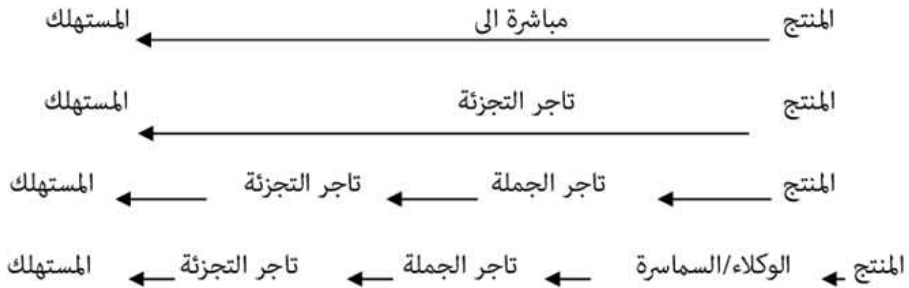 المنتج مباشرة الى المستهلك
المنتج تاجر التجزئة المستهلك
المنتج تاجر الجملة تاجر التجزئة المستهلك
المنتج الوكلاء/السماسرة تاجر الجملة تاجر التجزئة المستهلك